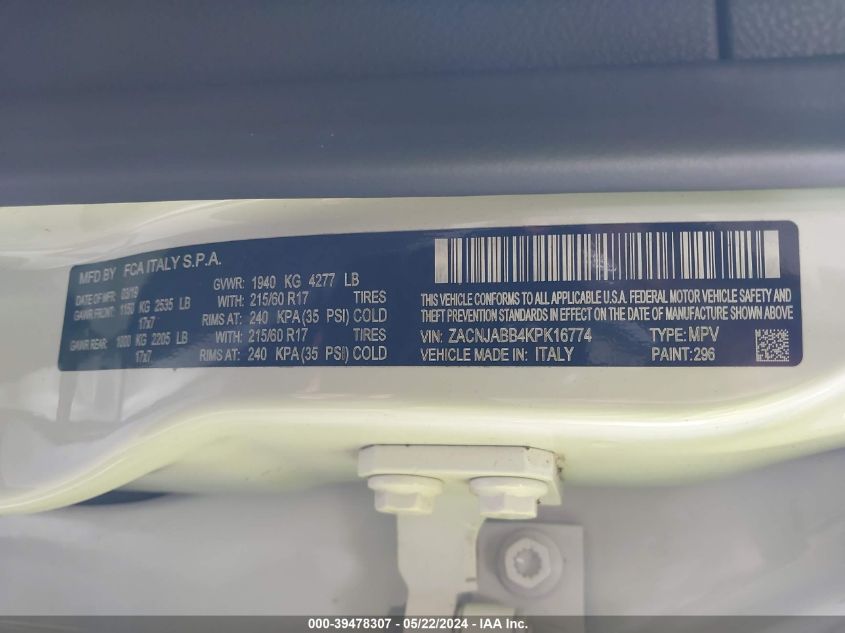 MFD BY FCA ITALY S.P.A.
DATE OF MFR 03/19 GVWR: 1940 KG 4277 LB
GAWR FRONT: 1150 KG 2535 LB WITH: 215/60 R17 TIRES
17x7 RIMS AT: 240 KPA (35 PSI) COLD
GAWR REAR: 1000 KG 2205 LB WITH: 215/60 R17 TIRES
17x7 RIMS AT: 240 KPA (35 PSI) COLD
THIS VEHICLE CONFORMS TO ALL APPLICABLE U.S.A. FEDERAL MOTOR VEHICLE SAFETY AND
THEFT PREVENTION STANDARDS IN EFFECT ON THE DATE OF MANUFACTURE SHOWN ABOVE
VIN: ZACNJABB4KPK16774 TYPE: MPV
VEHICLE MADE IN: ITALY PAINT: 296
000-39478307 - 05/22/2024 - IAA Inc.